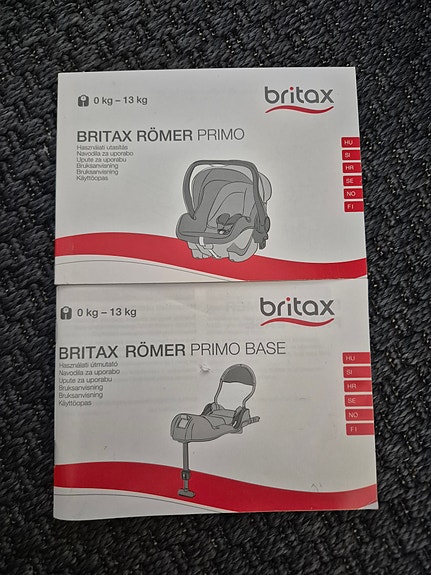 0 kg – 13 kg
britax
BRITAX RÖMER PRIMO
Használati utasítás
Navodila za uporabo
Upute za uporabu
Bruksanvisning
Bruksanvisning
Käyttöopas
HU
SI
HR
SE
NO
FI
0 kg – 13 kg
britax
BRITAX RÖMER PRIMO BASE
Használati útmutató
Navodila za uporabo
Upute za uporabu
Bruksanvisning
Bruksanvisning
Käyttöopas
HU
SI
HR
SE
NO
FI